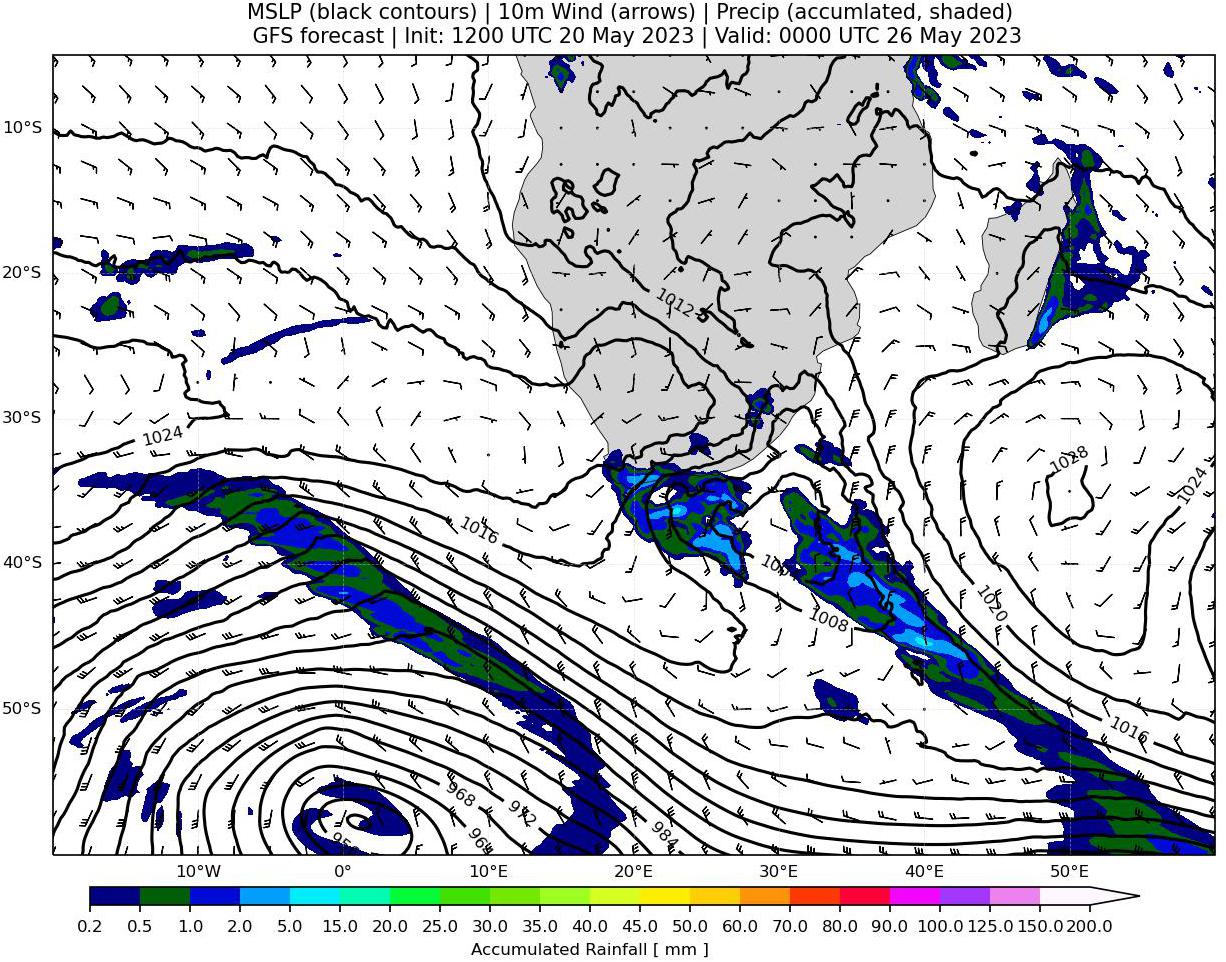 MSLP (black contours) | 10m Wind (arrows) | Precip (accumlated, shaded)
GFS forecast | Init: 1200 UTC 20 May 2023 | Valid: 0000 UTC 26 May 2023
10°S
20°S
30°S
40°S
50°S
1012
1028
1024
1024
1016
1008
1020
1016
968
972
984
10°W
0°
10°E
20°E
30°E
40°E
50°E
0.2 0.5 1.0 2.0 5.0 10.0 15.0 20.0 25.0 30.0 35.0 40.0 45.0 50.0 60.0 70.0 80.0 90.0 100.0 125.0 150.0 200.0
Accumulated Rainfall [ mm ]